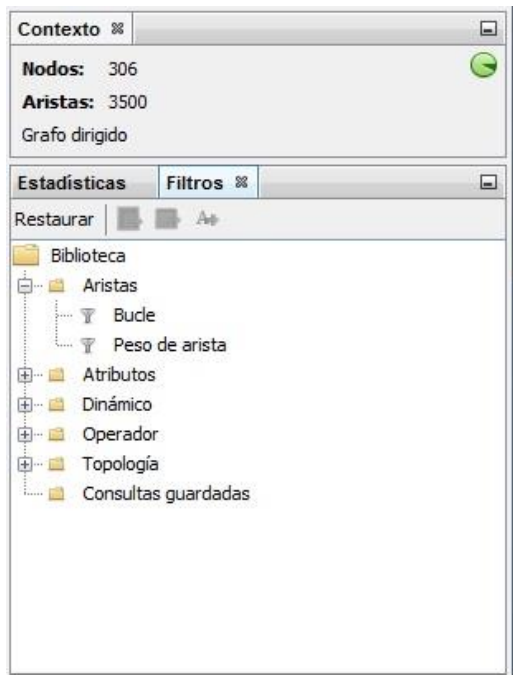 Contexto
Nodos: 306
Aristas: 3500
Grafo dirigido
Estadísticas Filtros
Restaurar
Biblioteca
Aristas
Bucle
Peso de arista
Atributos
Dinámico
Operador
Topología
Consultas guardadas